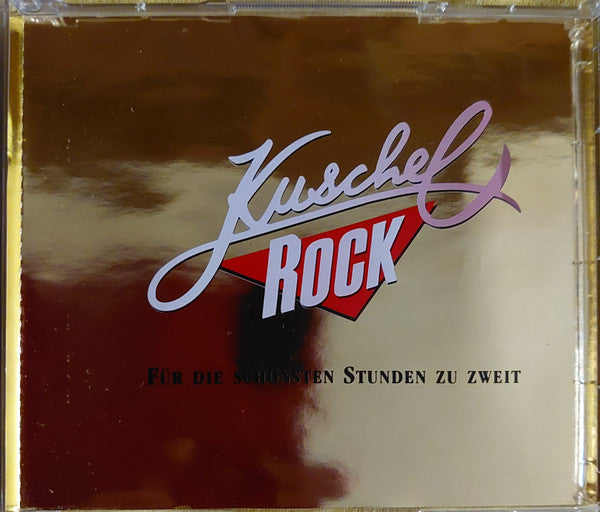 Kuschel
ROCK
FÜR DIE SCHÖNSTEN STUNDEN ZU ZWEIT